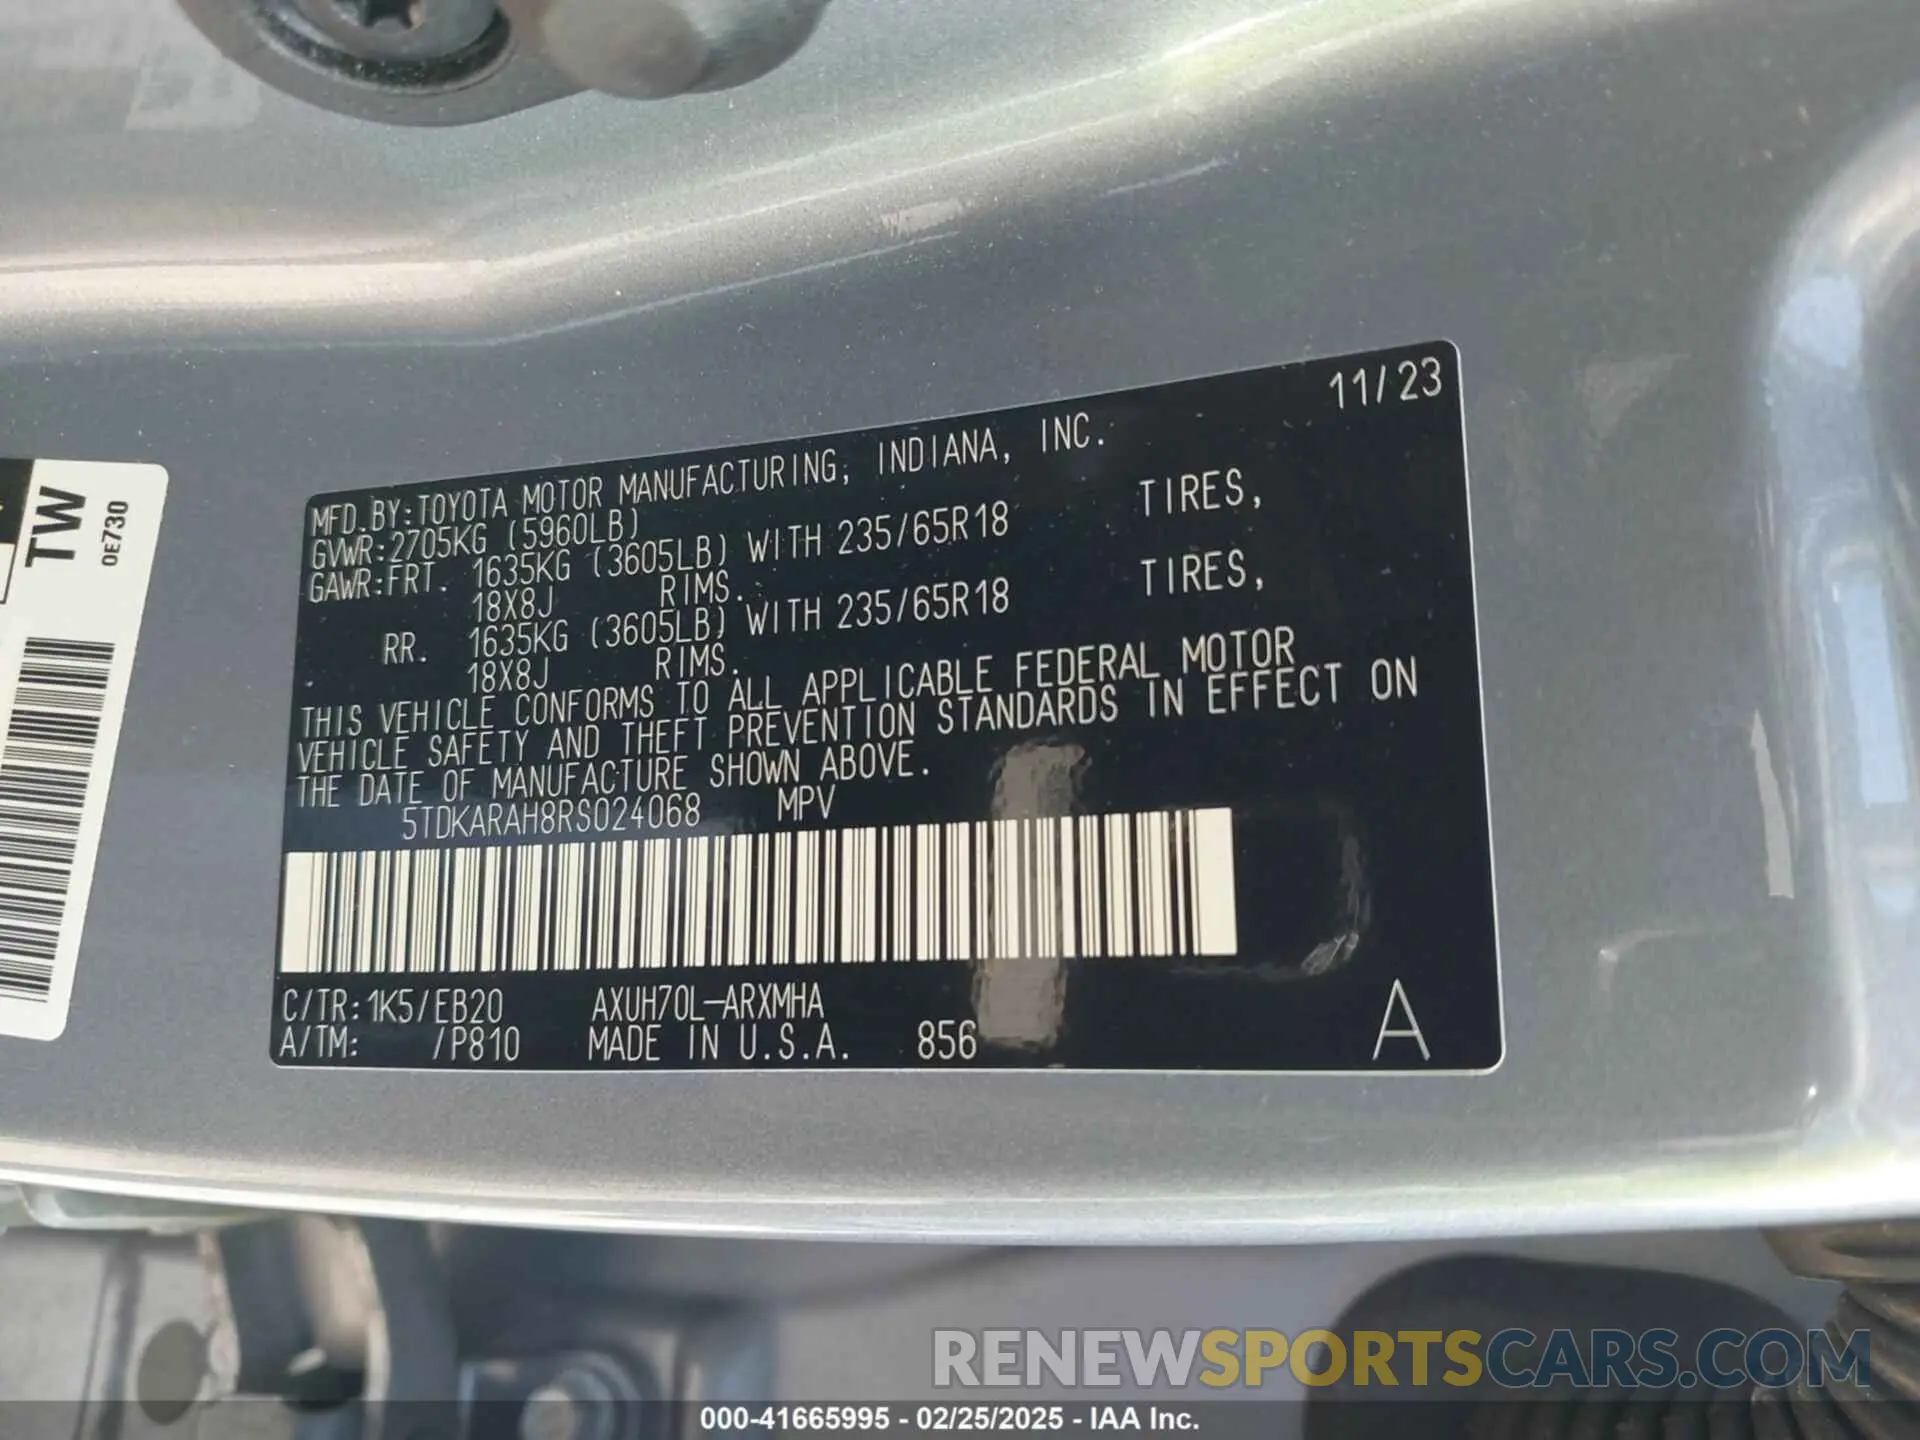 11/23
MFD.BY:TOYOTA MOTOR MANUFACTURING, INDIANA, INC.
GVWR:2705KG (5960LB)
GAWR:FRT. 1635KG (3605LB) WITH 235/65R18 TIRES,
18X8J RIMS.
RR. 1635KG (3605LB) WITH 235/65R18 TIRES,
18X8J RIMS.
THIS VEHICLE CONFORMS TO ALL APPLICABLE FEDERAL MOTOR
VEHICLE SAFETY AND THEFT PREVENTION STANDARDS IN EFFECT ON
THE DATE OF MANUFACTURE SHOWN ABOVE.
5TDKARAH8RS024068 MPV
C/TR:1K5/EB20 AXUH70L-ARXMHA
A/TM: /P810 MADE IN U.S.A. 856 A
TW
0E730
RENEWSPORTSCARS.COM
000-41665995 - 02/25/2025 - IAA Inc.